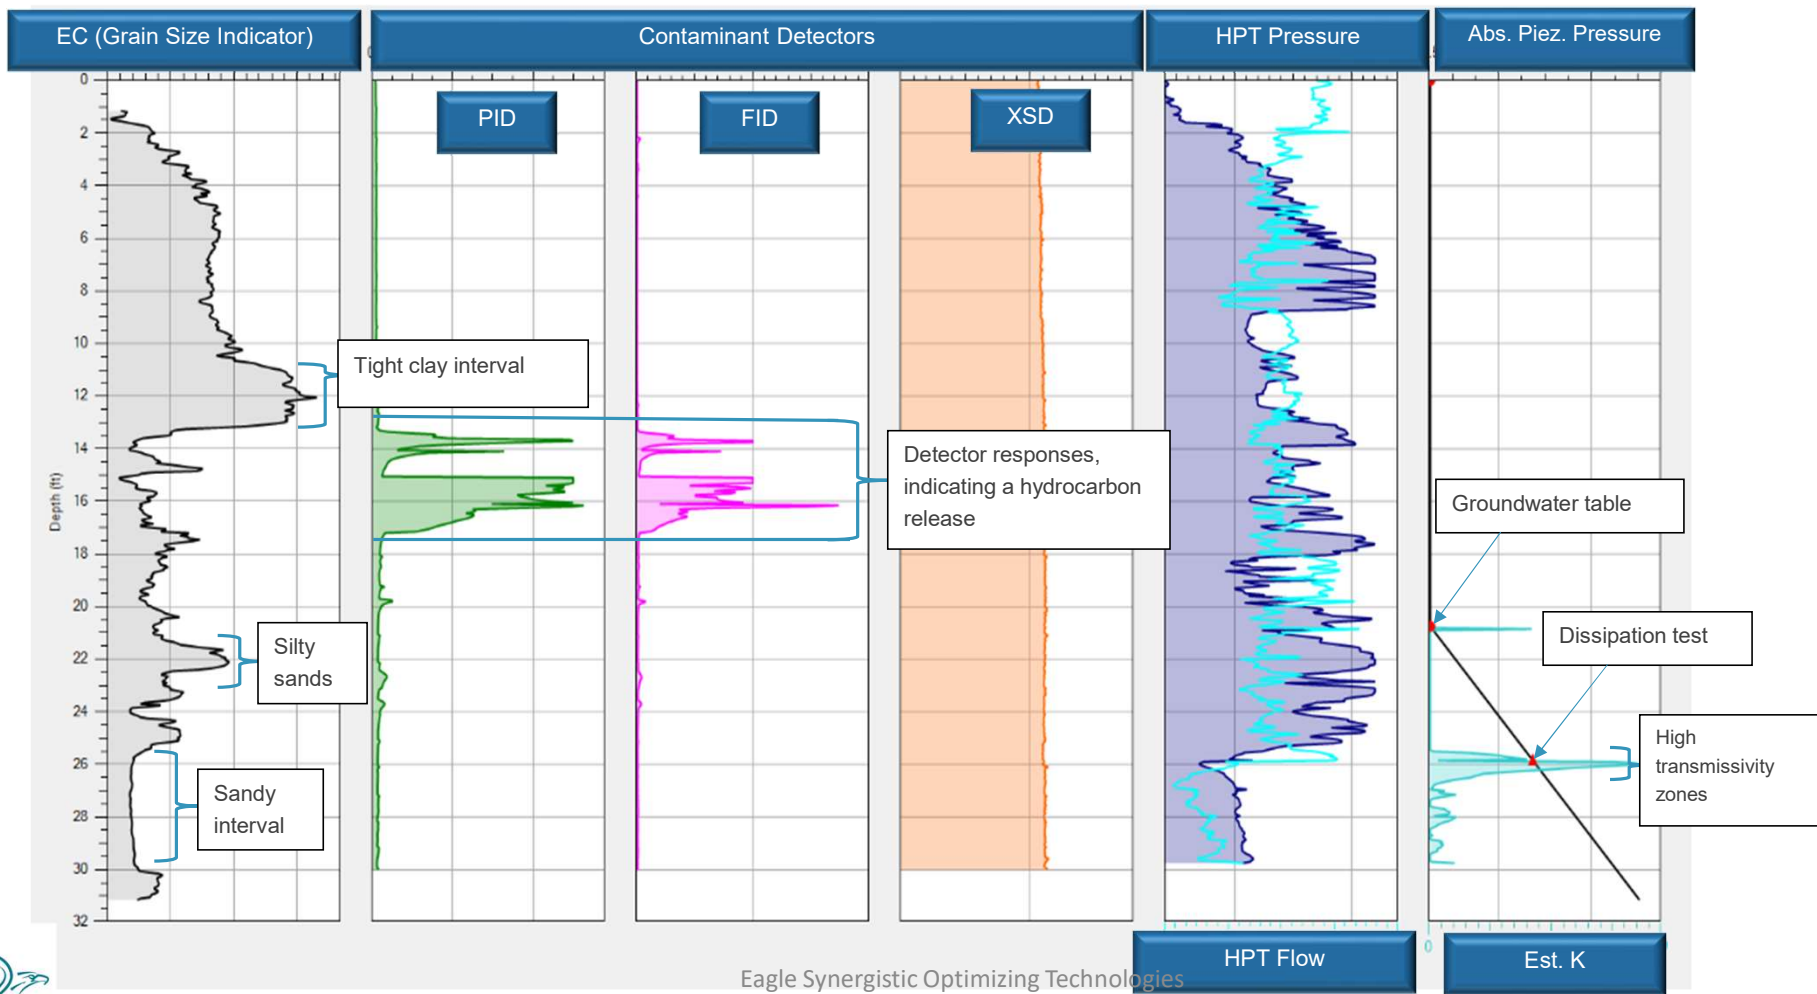 EC (Grain Size Indicator)
Contaminant Detectors
HPT Pressure
Abs. Piez. Pressure
PID
FID
XSD
0
2
4
6
8
10
12
14
16
18
20
22
24
26
28
30
32
Depth (ft)
Tight clay interval
Detector responses,
indicating a hydrocarbon
release
Groundwater table
Silty
sands
Dissipation test
High
transmissivity
zones
Sandy
interval
0
HPT Flow
Est. K
Eagle Synergistic Optimizing Technologies